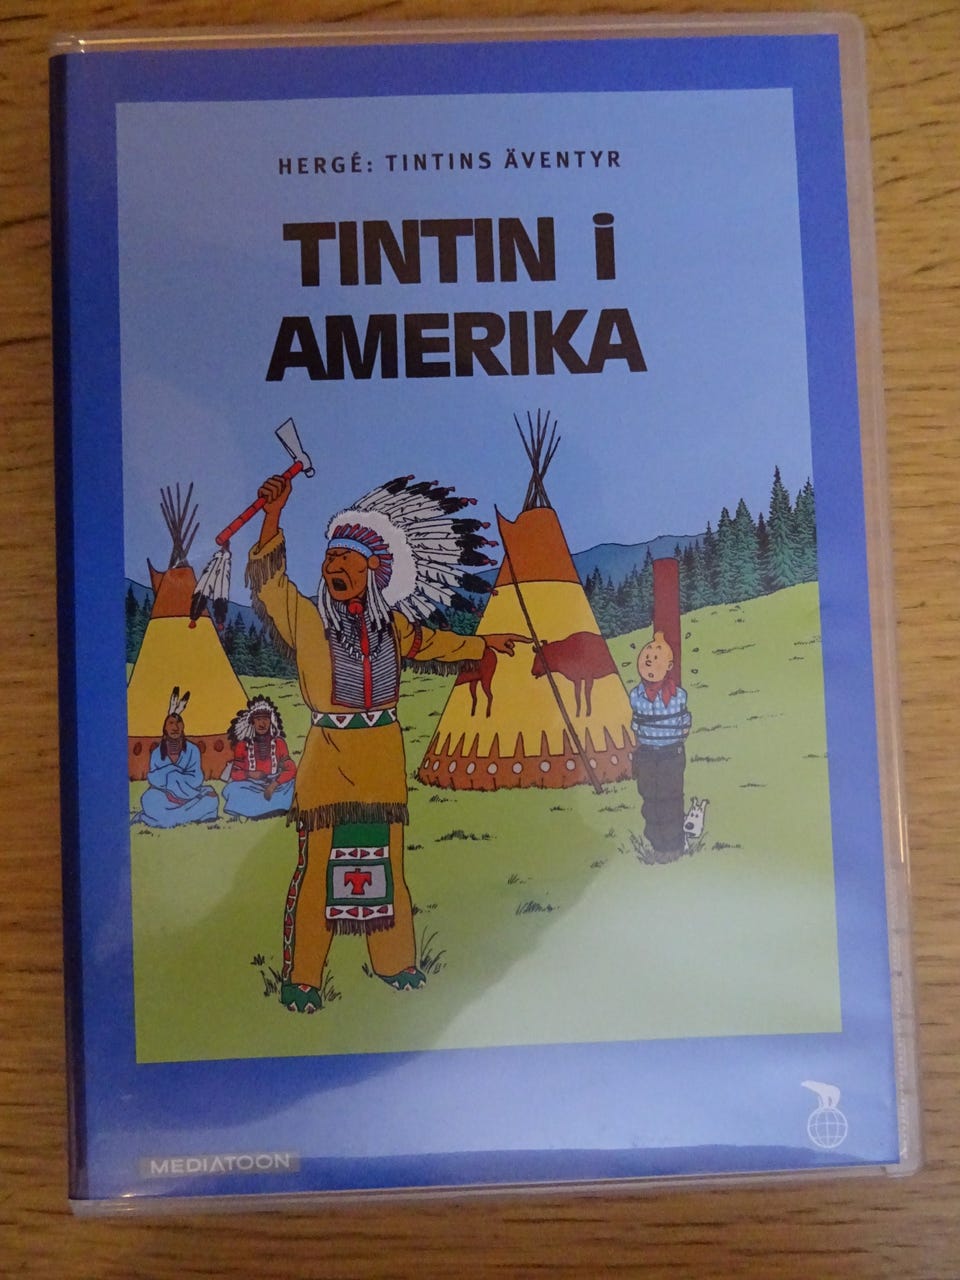 HERGÉ: TINTINS ÄVENTYR
TINTIN i
AMERIKA
MEDIATOON